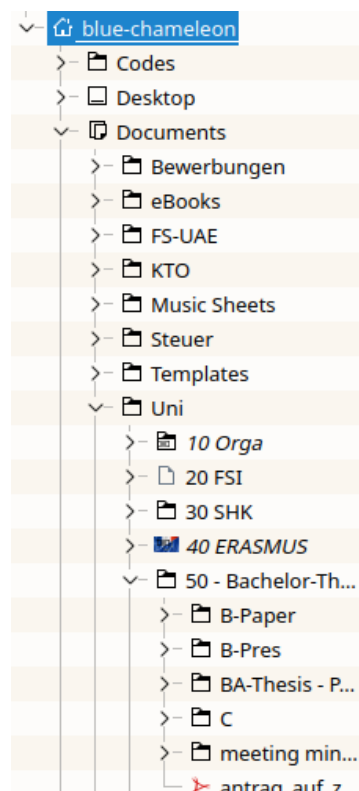 blue-chameleon
Codes
Desktop
Documents
Bewerbungen
eBooks
FS-UAE
KTO
Music Sheets
Steuer
Templates
Uni
10 Orga
20 FSI
30 SHK
40 ERASMUS
50 - Bachelor-Th...
B-Paper
B-Pres
BA-Thesis - P...
C
meeting min...
antrag_auf_z...